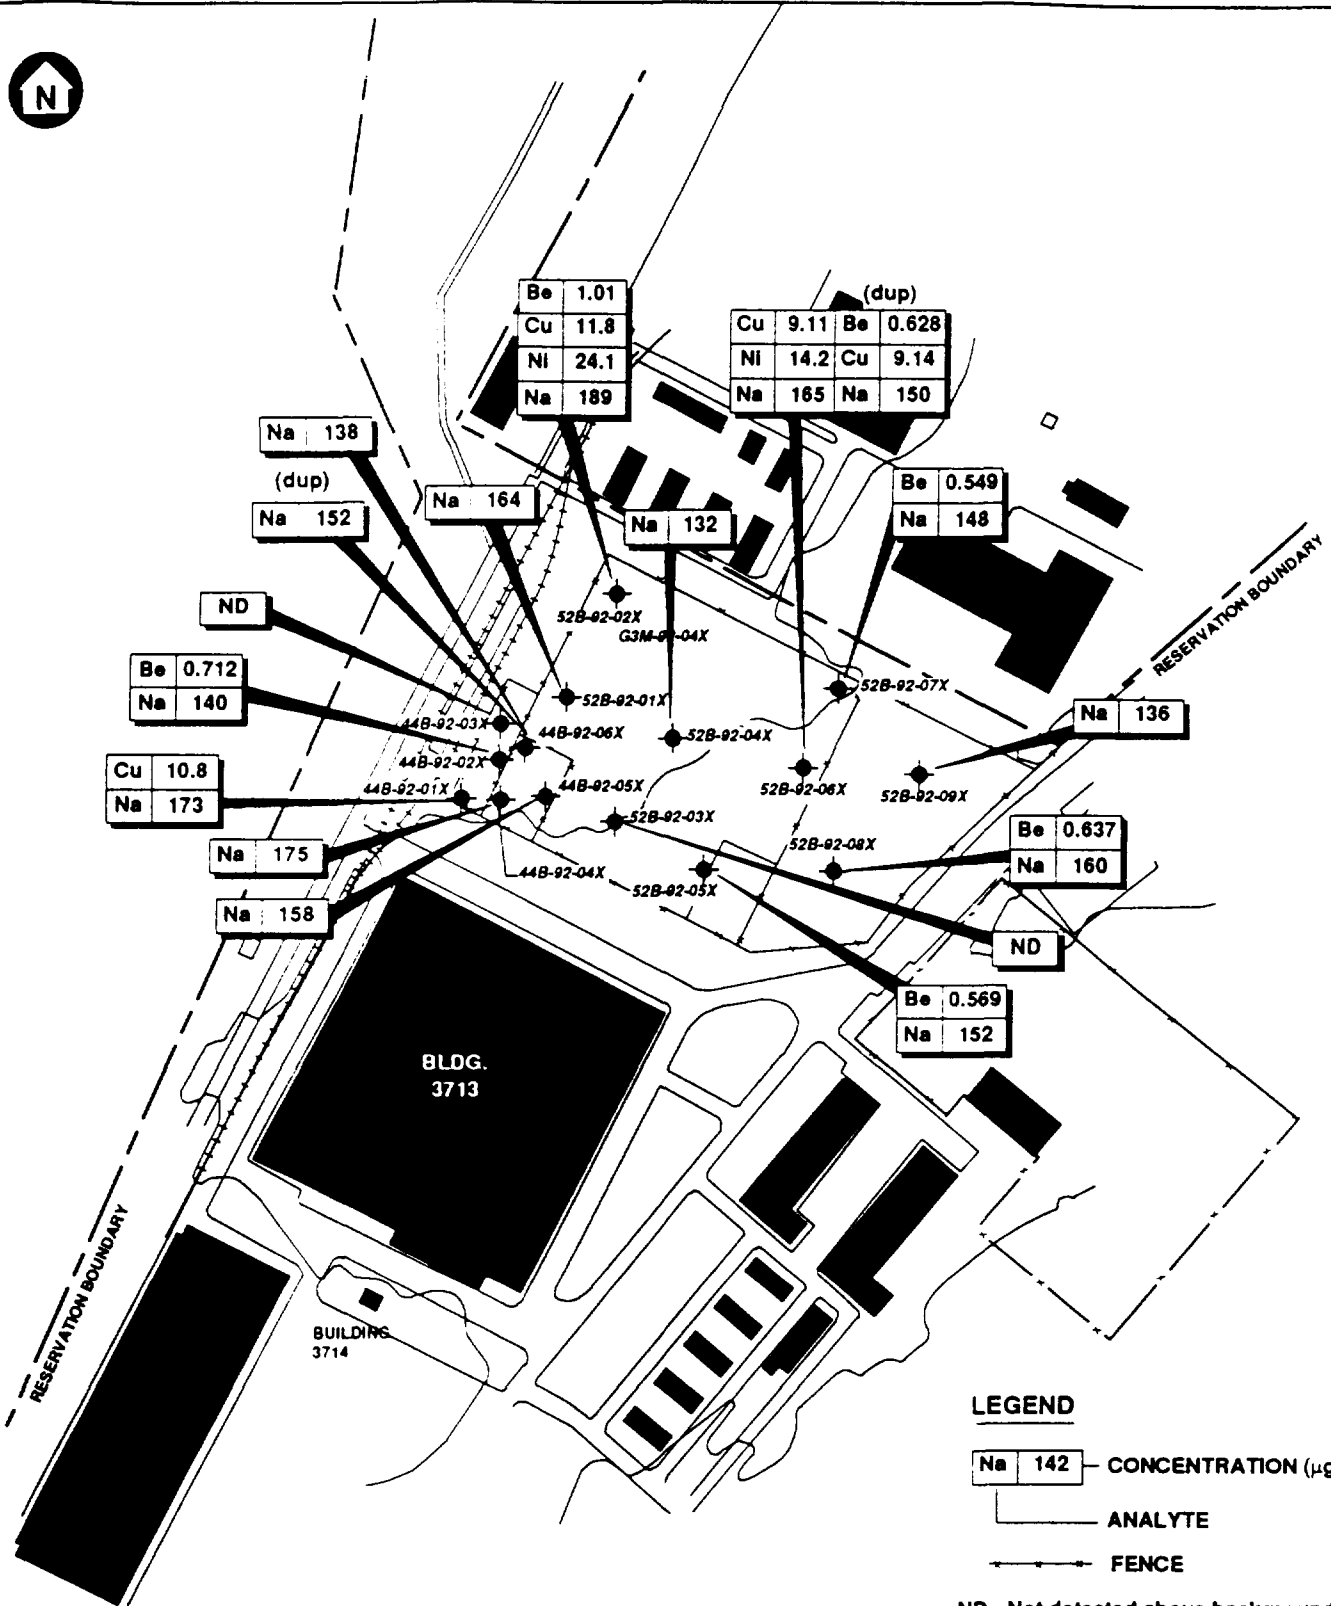 N
Be 1.01
Cu 11.8
Ni 24.1
Na 189
(dup)
Cu 9.11 Be 0.628
Ni 14.2 Cu 9.14
Na 165 Na 150
Na 138
(dup)
Na 152
Na 164
Na 132
Be 0.549
Na 148
ND
Be 0.712
Na 140
Cu 10.8
Na 173
Na 175
Na 158
Na 136
Be 0.637
Na 160
ND
Be 0.569
Na 152
52B-92-02X
G3M-92-04X
52B-92-01X
52B-92-07X
44B-92-03X
44B-92-06X
52B-92-04X
44B-92-02X
44B-92-01X
44B-92-05X
52B-92-06X
52B-92-09X
52B-92-03X
52B-92-08X
44B-92-04X
52B-92-05X
RESERVATION BOUNDARY
BLDG.
3713
RESERVATION BOUNDARY
BUILDING
3714
LEGEND
Na 142 CONCENTRATION (µg
ANALYTE
FENCE